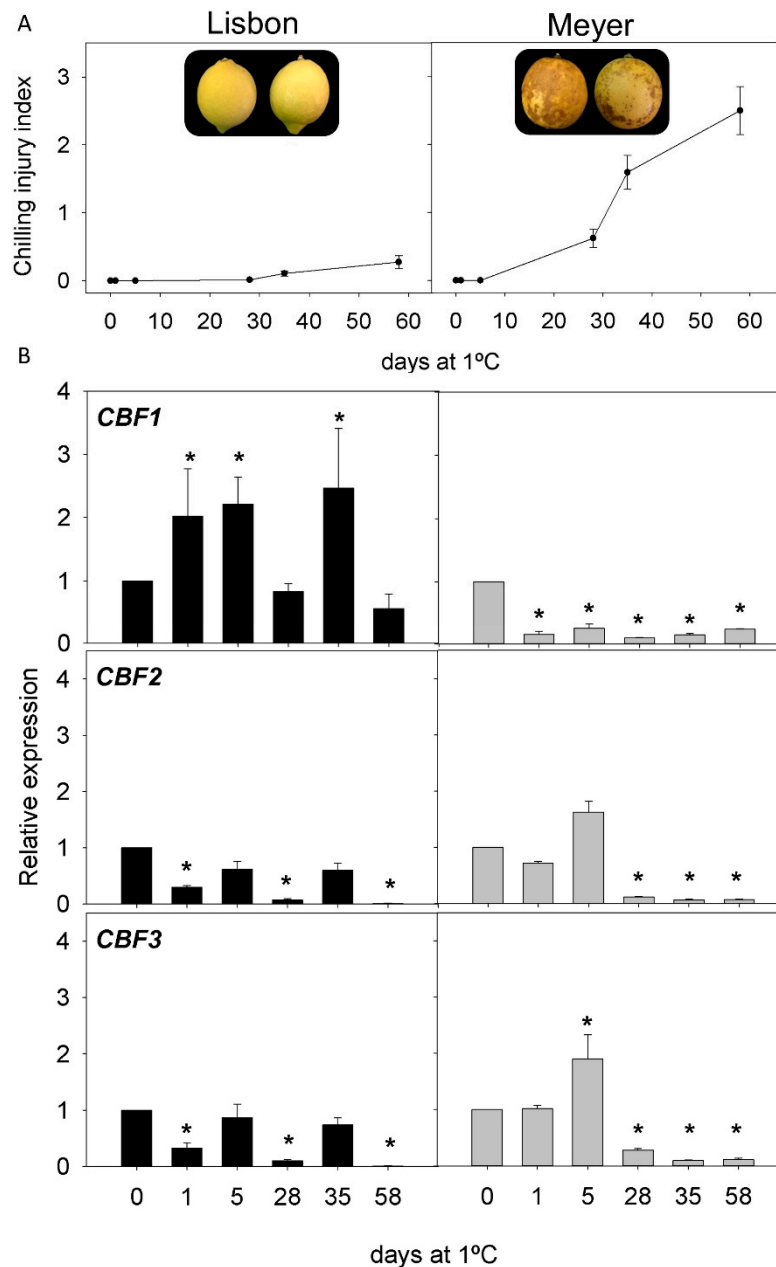 A
Lisbon
Meyer
Chilling injury index
3
2
1
0
0 10 20 30 40 50 60
0 10 20 30 40 50 60
days at 1ºC
B
Relative expression
4
3
2
1
0
CBF1
* * *
* * * * *
4
3
2
1
0
CBF2
* * *
* * *
4
3
2
1
0
CBF3
* * *
* * * *
0 1 5 28 35 58
0 1 5 28 35 58
days at 1ºC